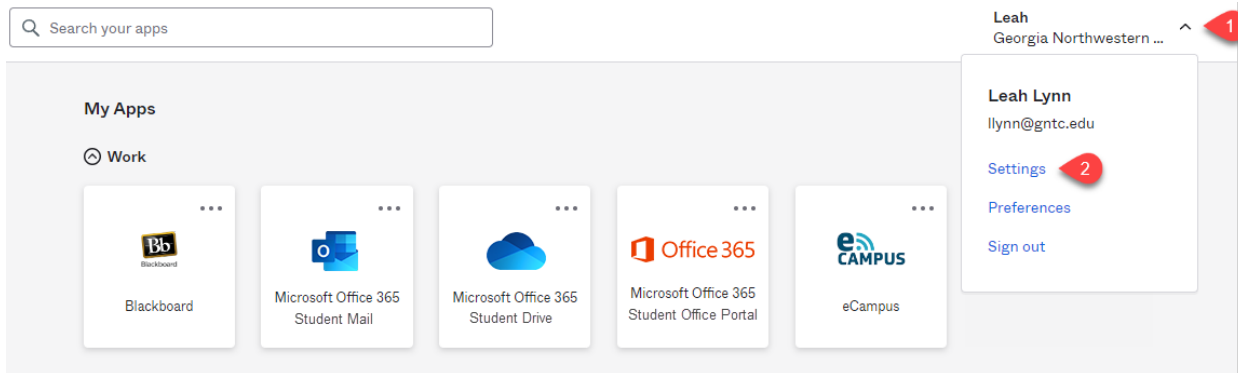 Search your apps
Leah
Georgia Northwestern ...
1
My Apps
Work
Leah Lynn
llynn@gntc.edu
Settings
2
Preferences
Sign out
Bb
Blackboard
Blackboard
Microsoft Office 365
Student Mail
Microsoft Office 365
Student Drive
Office 365
Microsoft Office 365
Student Office Portal
eCAMPUS
eCampus